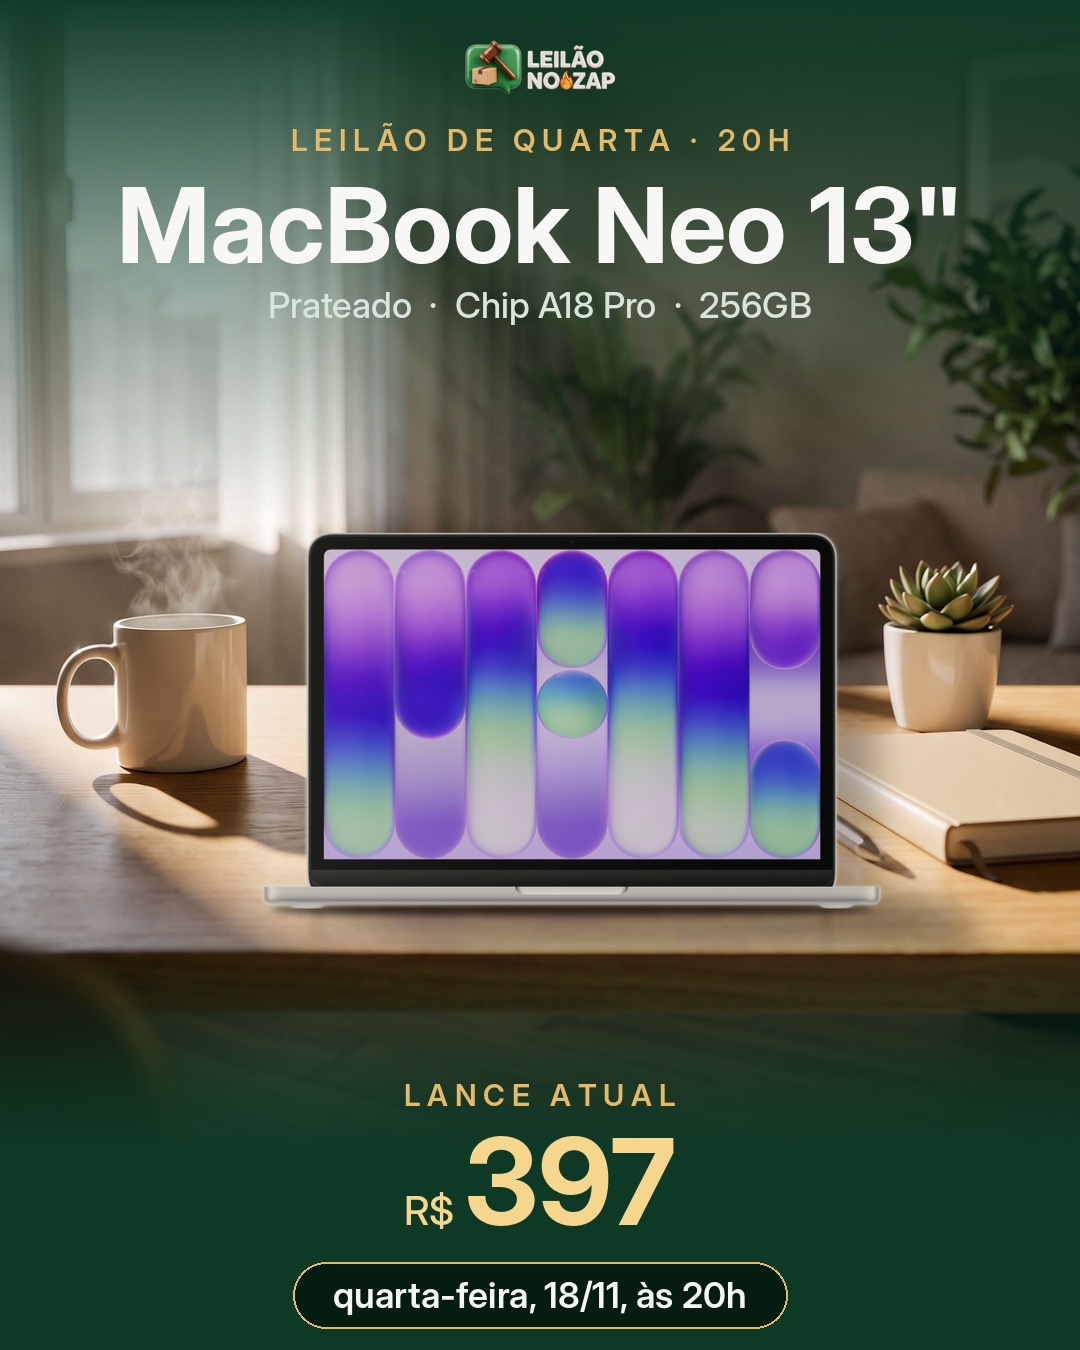 LEILÃO
NO ZAP
LEILÃO DE QUARTA · 20H
MacBook Neo 13"
Prateado · Chip A18 Pro · 256GB
LANCE ATUAL
R$ 397
quarta-feira, 18/11, às 20h